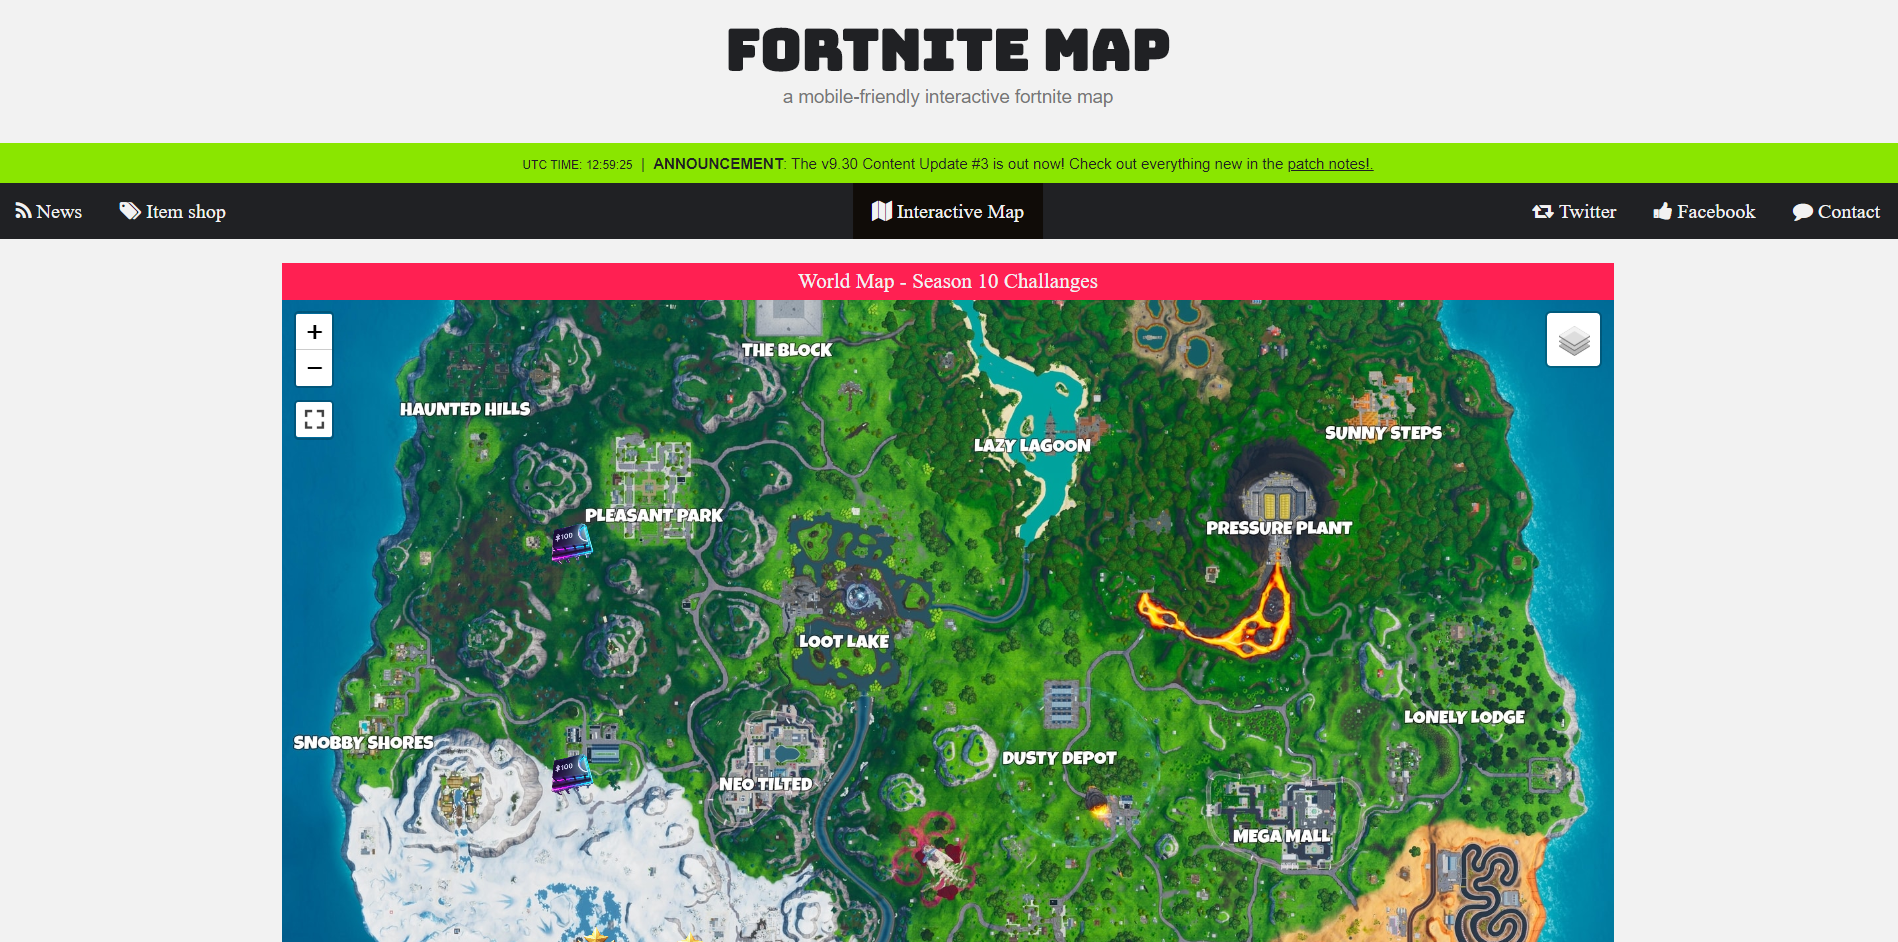 FORTNITE MAP
a mobile-friendly interactive fortnite map
UTC TIME: 12:59:25 | ANNOUNCEMENT: The v9.30 Content Update #3 is out now! Check out everything new in the patch notes!.
News Item shop Interactive Map Twitter Facebook Contact
World Map - Season 10 Challanges
+
−
THE BLOCK
HAUNTED HILLS
LAZY LAGOON
SUNNY STEPS
PLEASANT PARK
PRESSURE PLANT
$100
LOOT LAKE
LONELY LODGE
SNOBBY SHORES
DUSTY DEPOT
$100
NEO TILTED
MEGA MALL